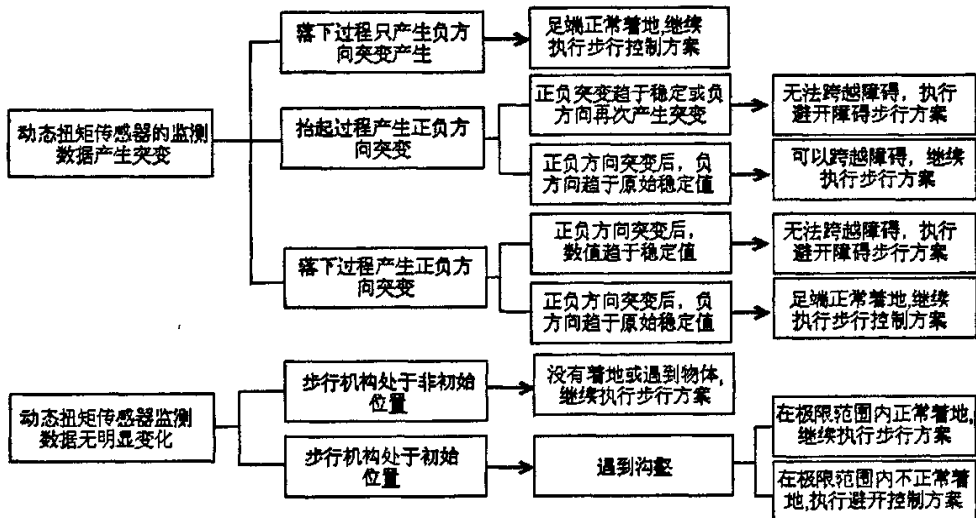 落下过程只产生负方
向突变产生
足端正常着地,继续
执行步行控制方案
动态扭矩传感器的监测
数据产生突变
抬起过程产生正负方
向突变
正负突变趋于稳定或负
方向再次产生突变
无法跨越障碍，执行
避开障碍步行方案
正负方向突变后，负
方向趋于原始稳定值
可以跨越障碍，继续
执行步行方案
落下过程产生正负方
向突变
正负方向突变后，
数值趋于稳定值
无法跨越障碍，执行
避开障碍步行方案
正负方向突变后，负
方向趋于原始稳定值
足端正常着地,继续
执行步行控制方案
动态扭矩传感器监测
数据无明显变化
步行机构处于非初始
位置
没有着地或遇到物体,
继续执行步行方案
步行机构处于初始
位置
遇到沟壑
在极限范围内正常着地,
继续执行步行方案
在极限范围内不正常着
地,执行避开控制方案